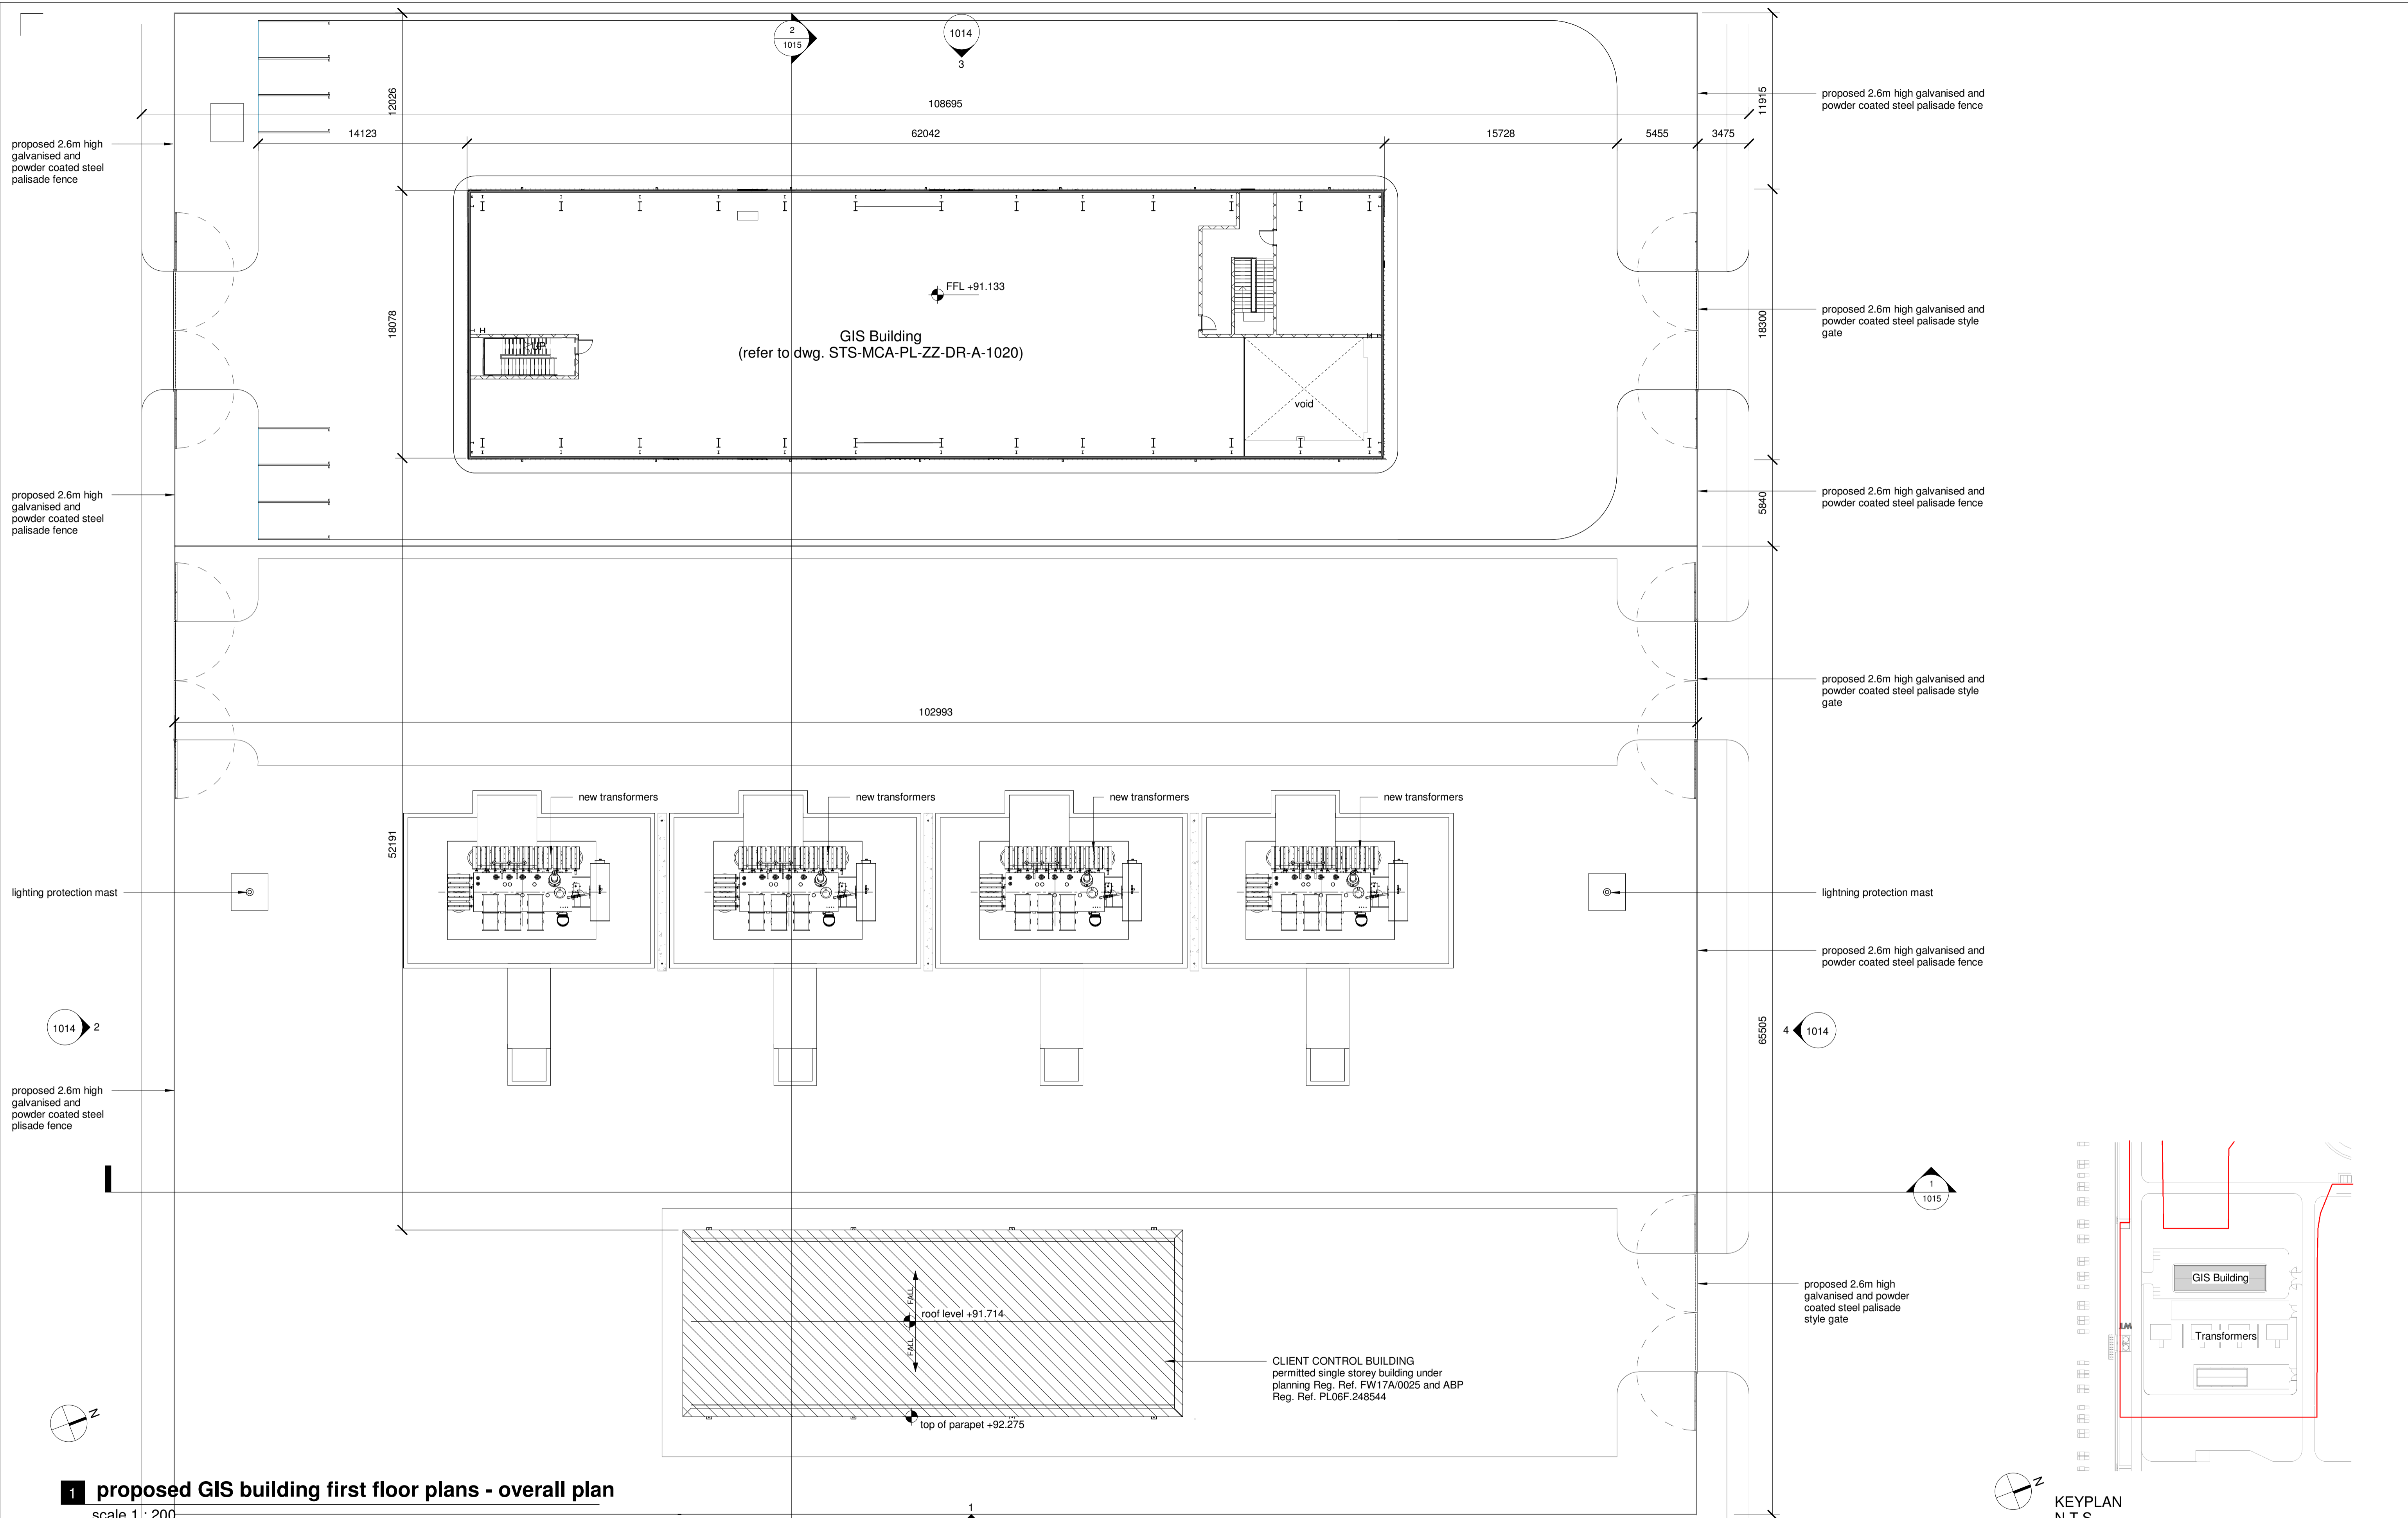 2
1015
1014
3
12026
108695
11915
14123
62042
15728
5455
3475
proposed 2.6m high galvanised and
powder coated steel palisade fence
proposed 2.6m high
galvanised and
powder coated steel
palisade fence
FFL +91.133
18078
18300
GIS Building
(refer to dwg. STS-MCA-PL-ZZ-DR-A-1020)
UP
void
proposed 2.6m high galvanised and
powder coated steel palisade style
gate
proposed 2.6m high
galvanised and
powder coated steel
palisade fence
5840
proposed 2.6m high galvanised and
powder coated steel palisade fence
proposed 2.6m high galvanised and
powder coated steel palisade style
gate
102993
new transformers
new transformers
new transformers
new transformers
52191
lighting protection mast
lightning protection mast
proposed 2.6m high galvanised and
powder coated steel palisade fence
1014
2
65505
4
1014
proposed 2.6m high
galvanised and
powder coated steel
plisade fence
1
1015
FALL
roof level +91.714
FALL
top of parapet +92.275
proposed 2.6m high
galvanised and powder
coated steel palisade
style gate
CLIENT CONTROL BUILDING
permitted single storey building under
planning Reg. Ref. FW17A/0025 and ABP
Reg. Ref. PL06F.248544
GIS Building
Transformers
N
1 proposed GIS building first floor plans - overall plan
scale 1 : 200
1
N
KEYPLAN
N.T.S